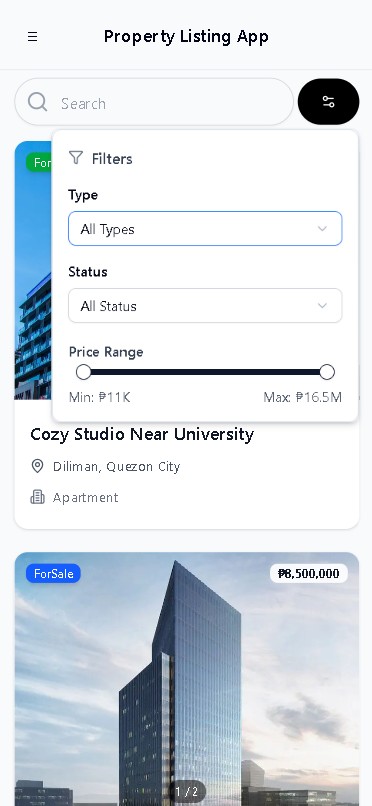 Property Listing App
Search
For
Filters
Type
All Types
Status
All Status
Price Range
Min: ₱11K Max: ₱16.5M
Cozy Studio Near University
Diliman, Quezon City
Apartment
ForSale ₱8,500,000
1 / 2